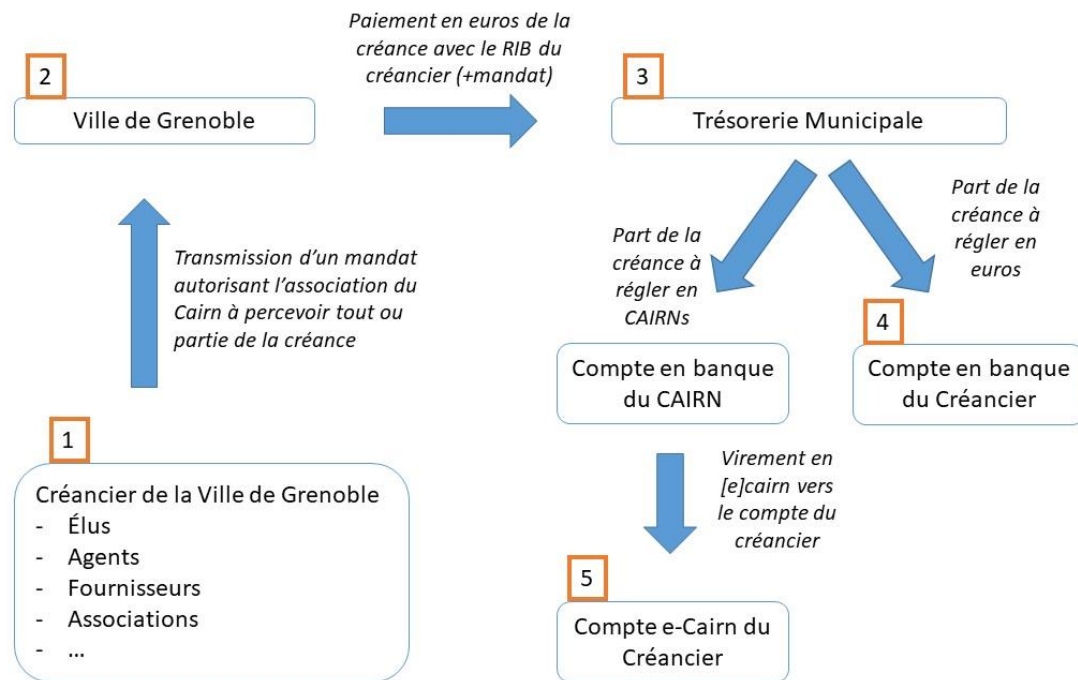 Paiement en euros de la
créance avec le RIB du
créancier (+mandat)
2
Ville de Grenoble
3
Trésorerie Municipale
Transmission d’un mandat
autorisant l’association du
Cairn à percevoir tout ou
partie de la créance
Part de la
créance à
régler en
CAIRNs
Part de la
créance à
régler en
euros
1
Créancier de la Ville de Grenoble
- Élus
- Agents
- Fournisseurs
- Associations
- …
Compte en banque
du CAIRN
4
Compte en banque
du Créancier
Virement en
[e]cairn vers
le compte du
créancier
5
Compte e-Cairn du
Créancier